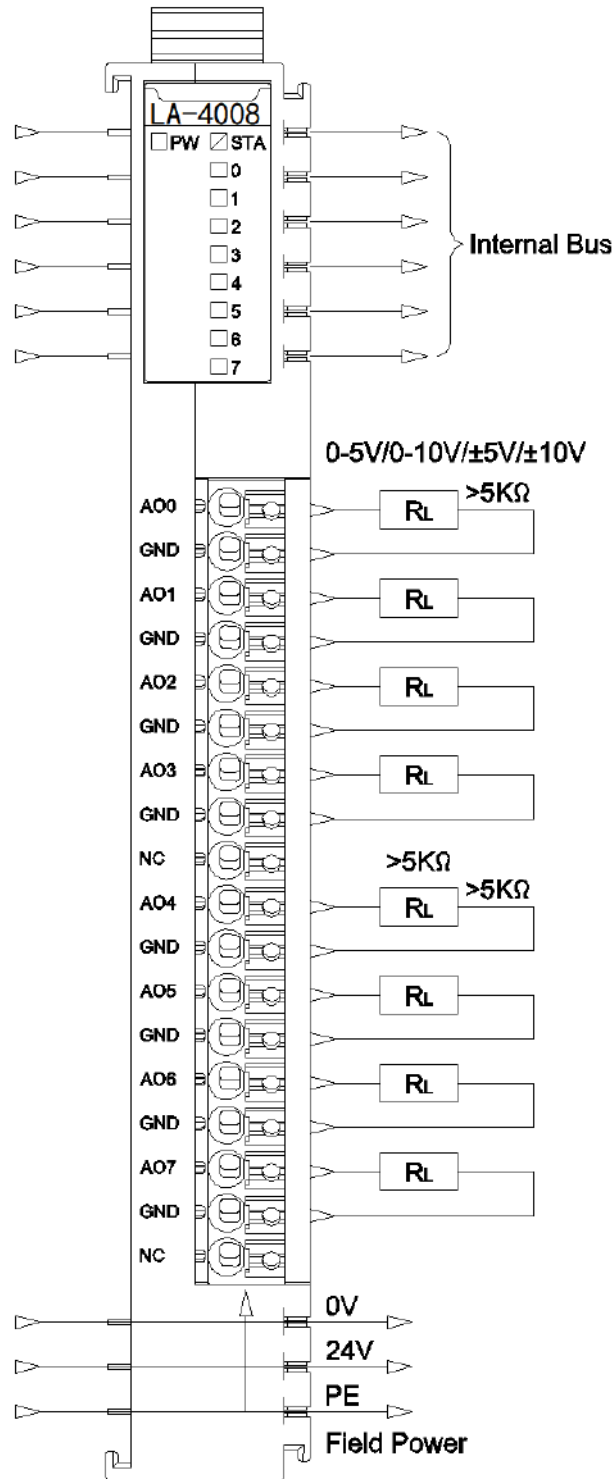 LA-4008
PW STA
0
1
2
3
4
5
6
7
Internal Bus
0-5V/0-10V/±5V/±10V
AO0 RL >5KΩ
GND
AO1 RL
GND
AO2 RL
GND
AO3 RL
GND
NC >5KΩ
AO4 RL >5KΩ
GND
AO5 RL
GND
AO6 RL
GND
AO7 RL
GND
NC
0V
24V
PE
Field Power